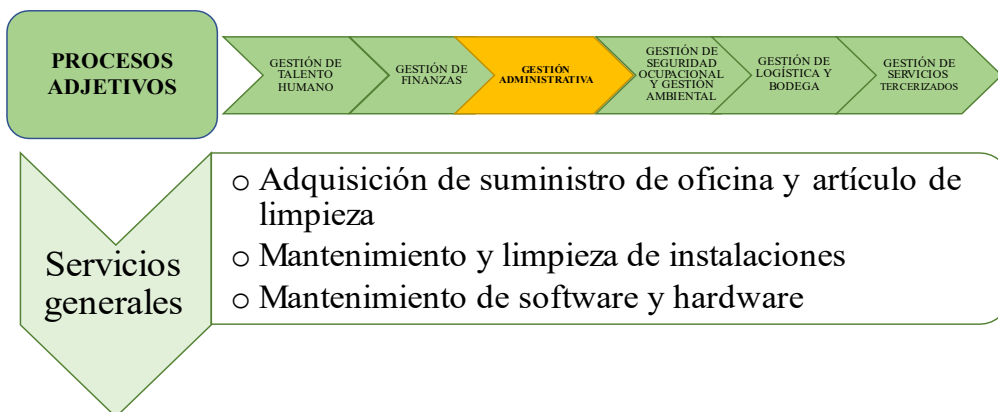 PROCESOS
ADJETIVOS
GESTIÓN DE
TALENTO
HUMANO
GESTIÓN DE
FINANZAS
GESTIÓN
ADMINISTRATIVA
GESTIÓN DE
SEGURIDAD
OCUPACIONAL
Y GESTIÓN
AMBIENTAL
GESTIÓN DE
LOGÍSTICA Y
BODEGA
GESTIÓN DE
SERVICIOS
TERCERIZADOS
Servicios
generales
o Adquisición de suministro de oficina y artículo de
limpieza
o Mantenimiento y limpieza de instalaciones
o Mantenimiento de software y hardware